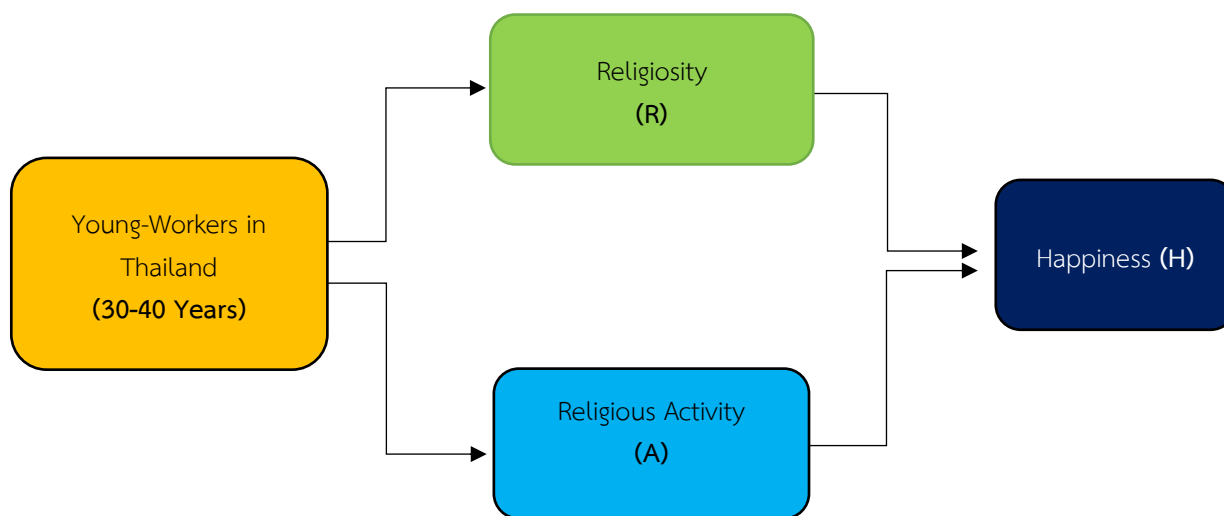 Religiosity
(R)
Young-Workers in
Thailand
(30-40 Years)
Happiness (H)
Religious Activity
(A)